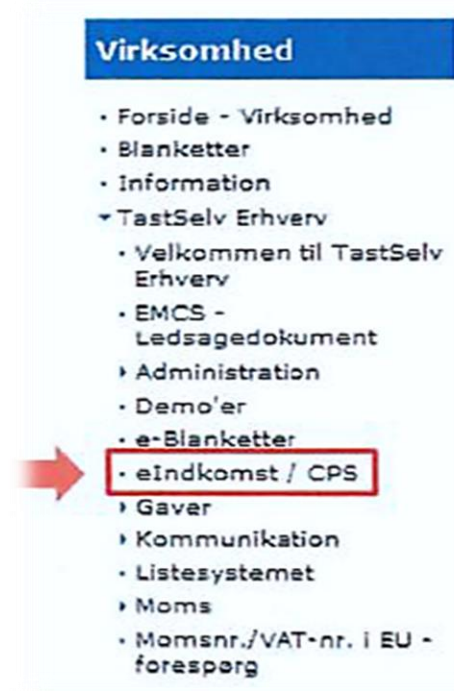 Virksomhed
Forside - Virksomhed
Blanketter
Information
TastSelv Erhverv
Velkommen til TastSelv
Erhverv
EMCS -
Ledsagedokument
Administration
Demo'er
e-Blanketter
eIndkomst / CPS
Gaver
Kommunikation
Listesystemet
Moms
Momsnr./VAT-nr. i EU -
forespørg